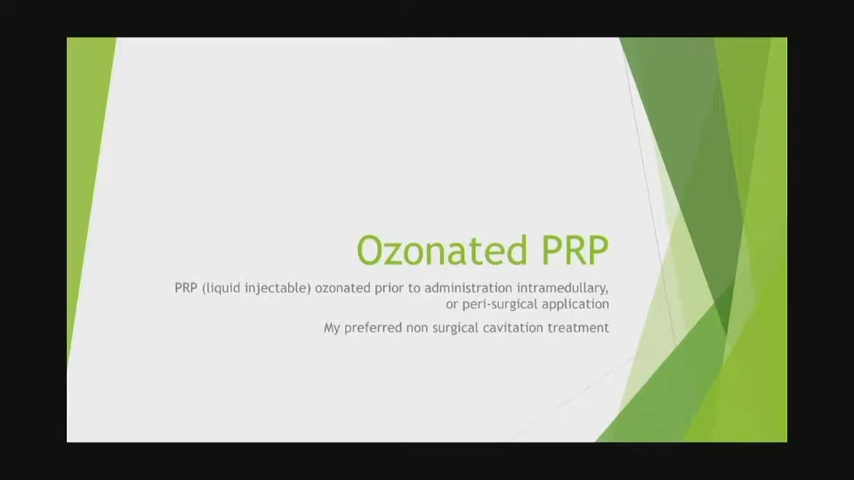 Ozonated PRP
PRP (liquid injectable) ozonated prior to administration intramedullary,
or peri-surgical application
My preferred non surgical cavitation treatment